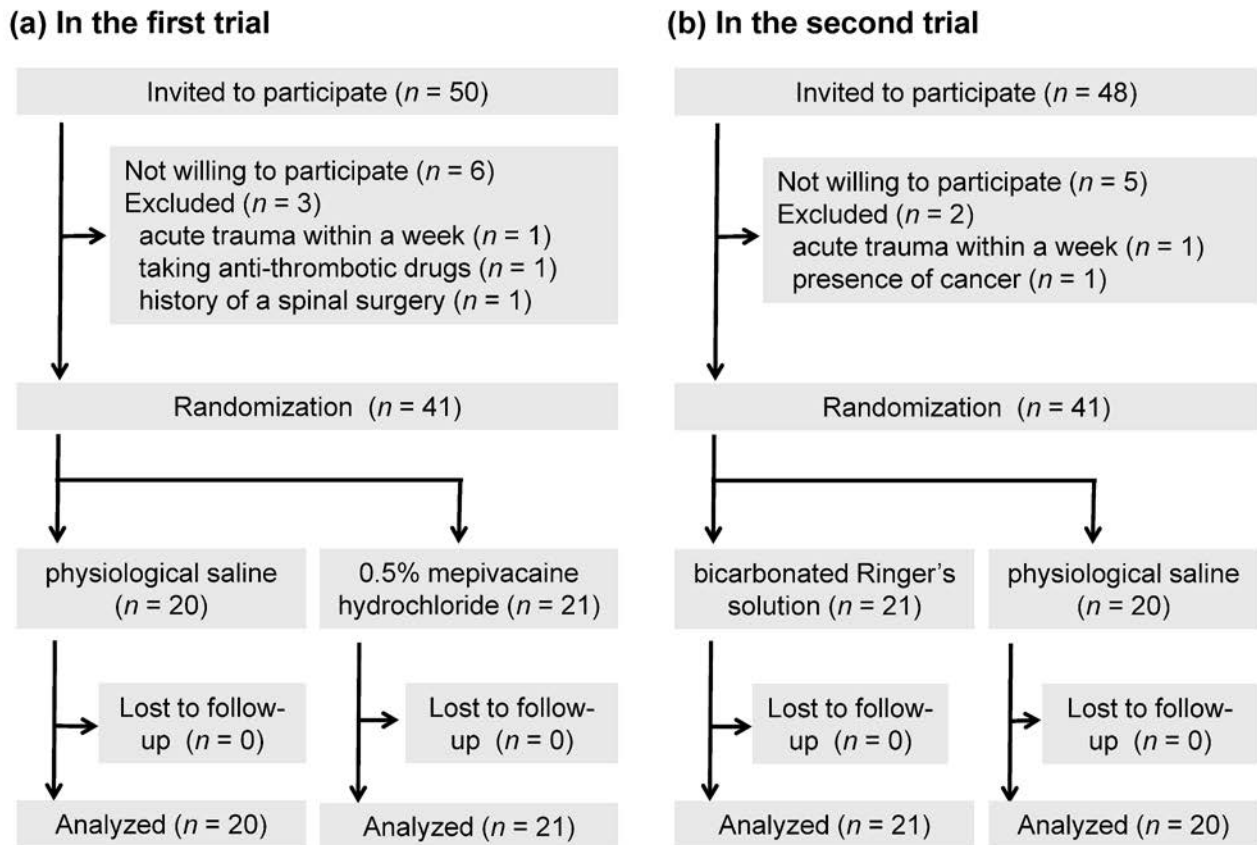 (a) In the first trial
Invited to participate (n = 50)
Not willing to participate (n = 6)
Excluded (n = 3)
acute trauma within a week (n = 1)
taking anti-thrombotic drugs (n = 1)
history of a spinal surgery (n = 1)
Randomization (n = 41)
physiological saline
(n = 20)
0.5% mepivacaine
hydrochloride (n = 21)
Lost to follow-
up (n = 0)
Lost to follow-
up (n = 0)
Analyzed (n = 20)
Analyzed (n = 21)
(b) In the second trial
Invited to participate (n = 48)
Not willing to participate (n = 5)
Excluded (n = 2)
acute trauma within a week (n = 1)
presence of cancer (n = 1)
Randomization (n = 41)
bicarbonated Ringer’s
solution (n = 21)
physiological saline
(n = 20)
Lost to follow-
up (n = 0)
Lost to follow-
up (n = 0)
Analyzed (n = 21)
Analyzed (n = 20)